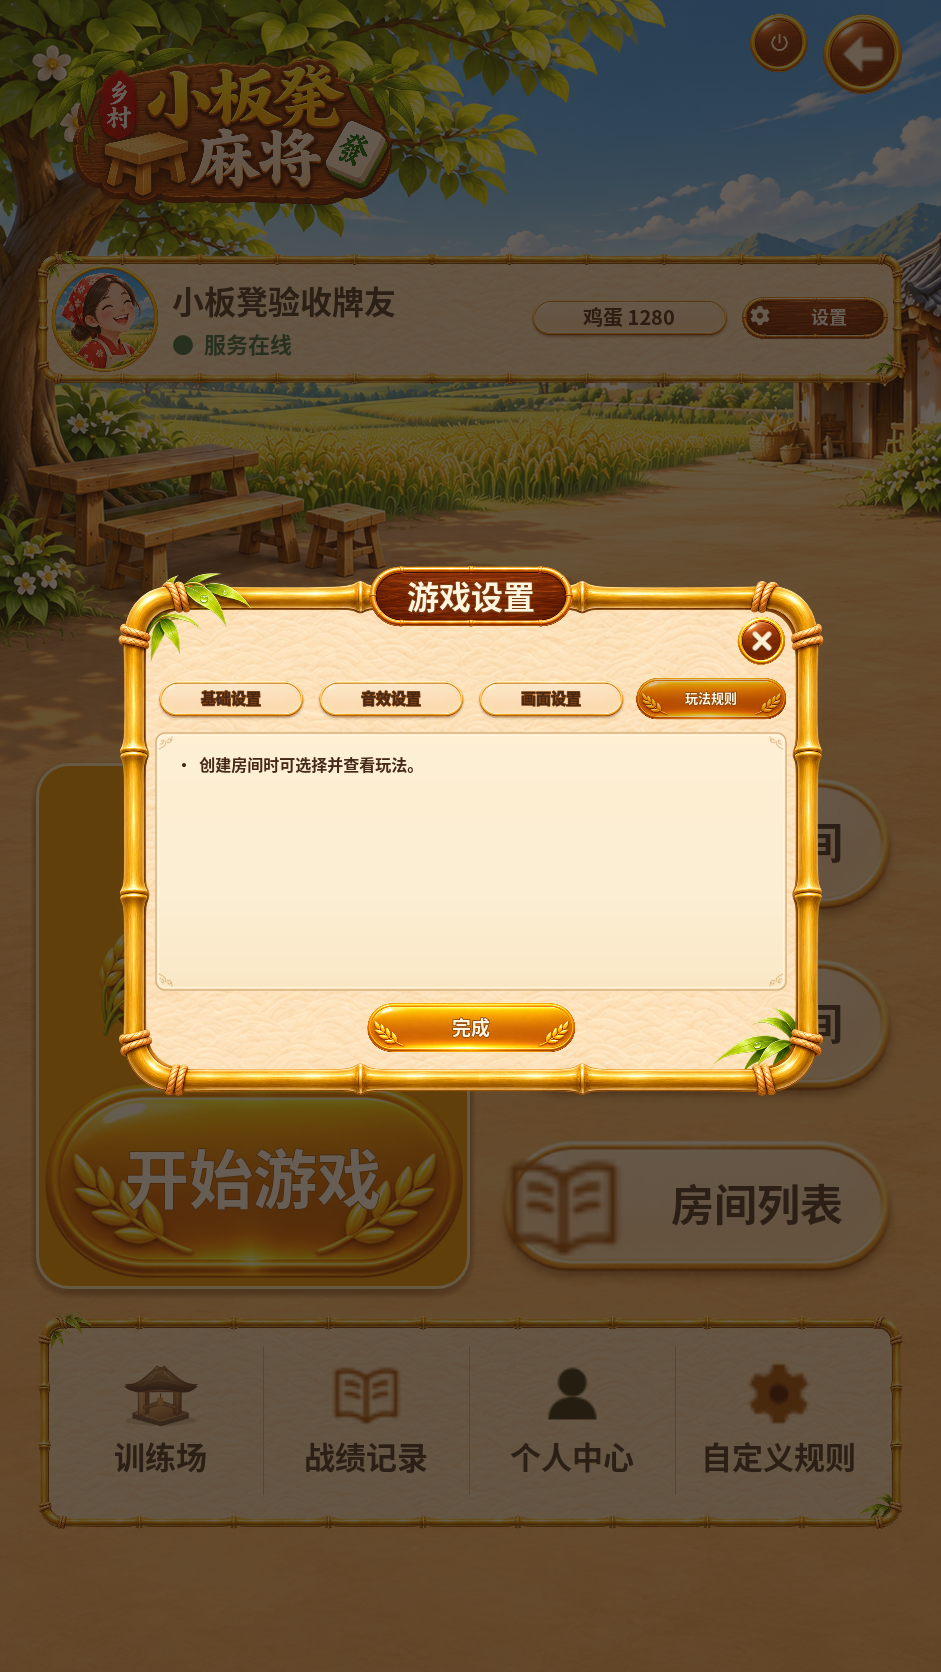 乡村
小板凳
麻将
發
小板凳验收牌友
服务在线
鸡蛋 1280
设置
游戏设置
基础设置
音效设置
画面设置
玩法规则
· 创建房间时可选择并查看玩法。
完成
间
间
开始游戏
房间列表
训练场
战绩记录
个人中心
自定义规则